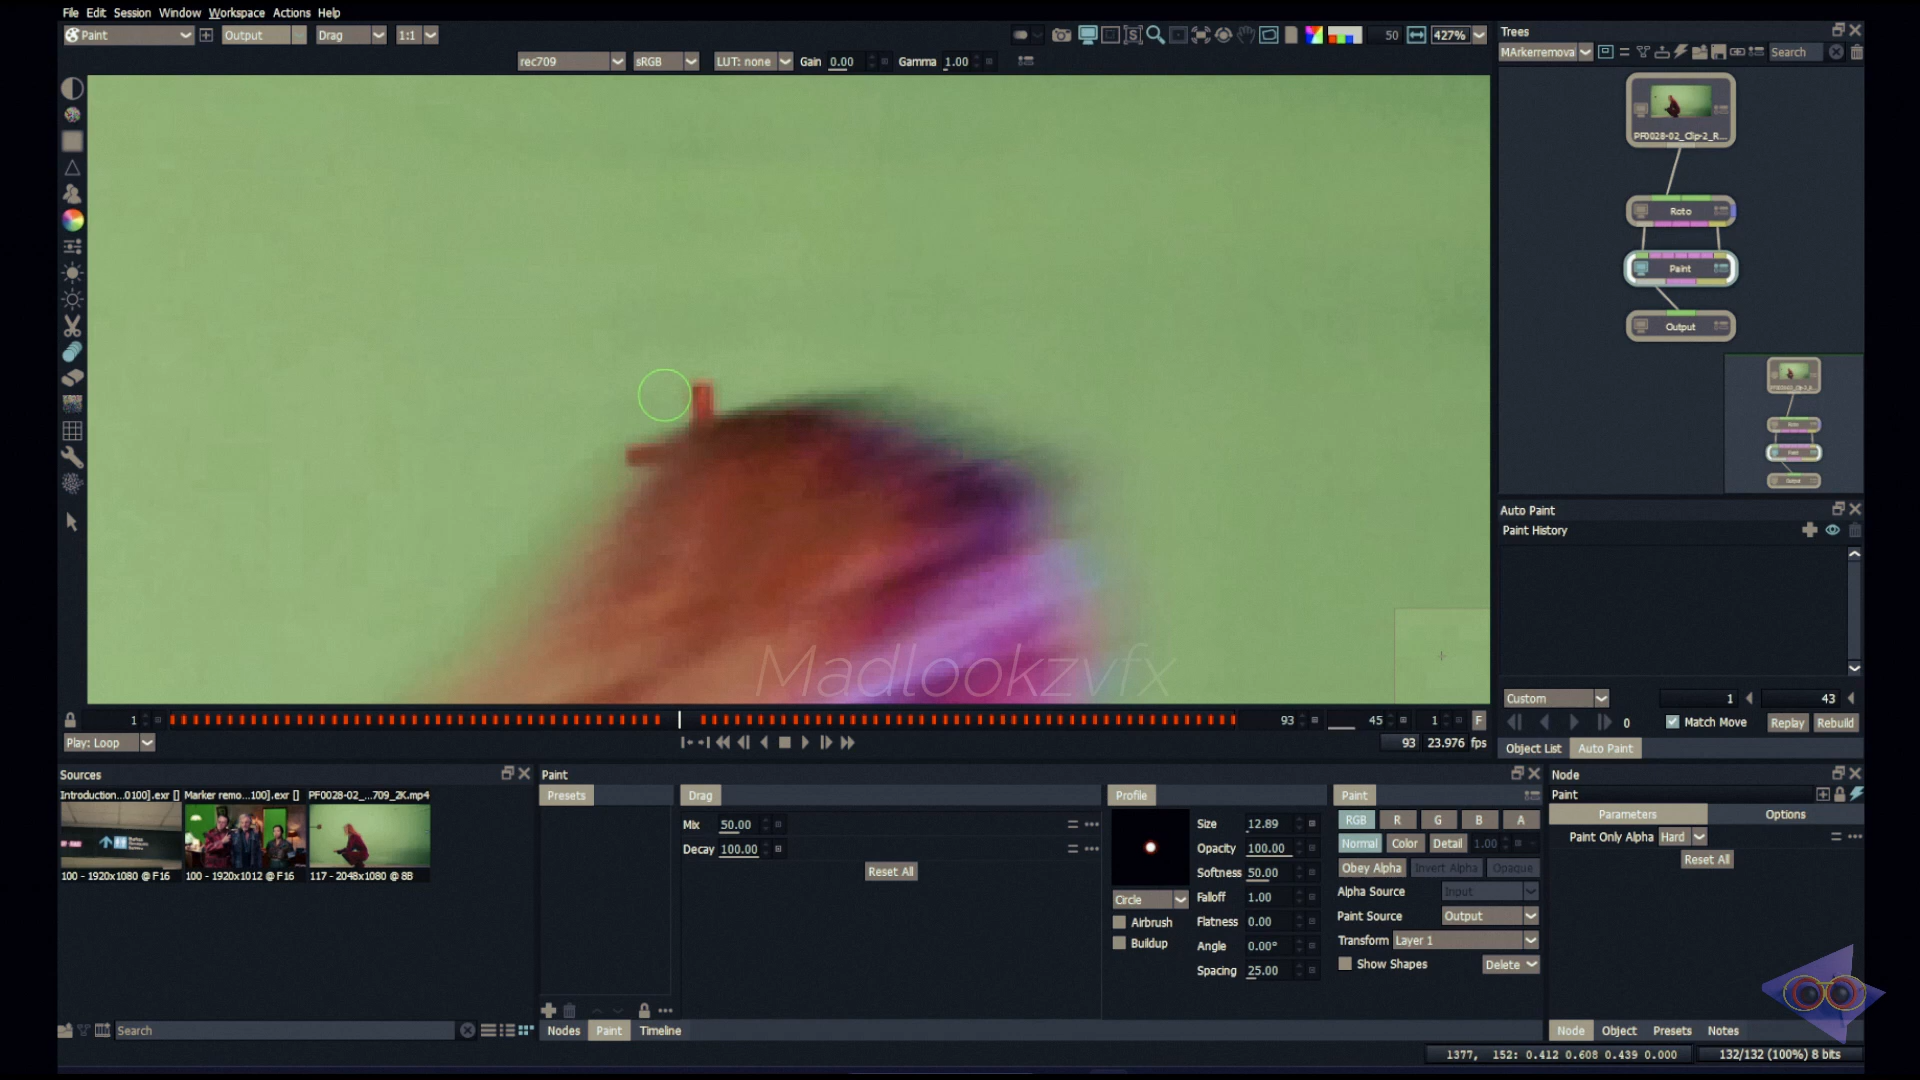 File Edit Session Window Workspace Actions Help
Paint Output Drag 1:1 50 427%
rec709 sRGB LUT: none Gain 0.00 Gamma 1.00
Trees
MArkerremova Search
PF0028-02_Clip-2_R...
Roto
Paint
Output
Madlookzvfx
Auto Paint
Paint History
Custom 1 43
0 Match Move Replay Rebuild
Object List Auto Paint
1 93 45 1 F
Play: Loop 93 23.976 fps
Sources
Introduction...0100].exr [] Marker remo...100].exr [] PF0028-02_...709_2K.mp4
100 - 1920x1080 @ F16 100 - 1920x1012 @ F16 117 - 2048x1080 @ 8B
Search
Paint
Presets Drag Profile Paint
Mix 50.00
Decay 100.00
Reset All
Circle
Airbrush
Buildup
Size 12.89
Opacity 100.00
Softness 50.00
Falloff 1.00
Flatness 0.00
Angle 0.00°
Spacing 25.00
RGB R G B A
Normal Color Detail 1.00
Obey Alpha Invert Alpha Opaque
Alpha Source Input
Paint Source Output
Transform Layer 1
Show Shapes Delete
Nodes Paint Timeline
Node
Paint
Parameters Options
Paint Only Alpha Hard
Reset All
Node Object Presets Notes
1377, 152: 0.412 0.608 0.439 0.000 132/132 (100%) 8 bits